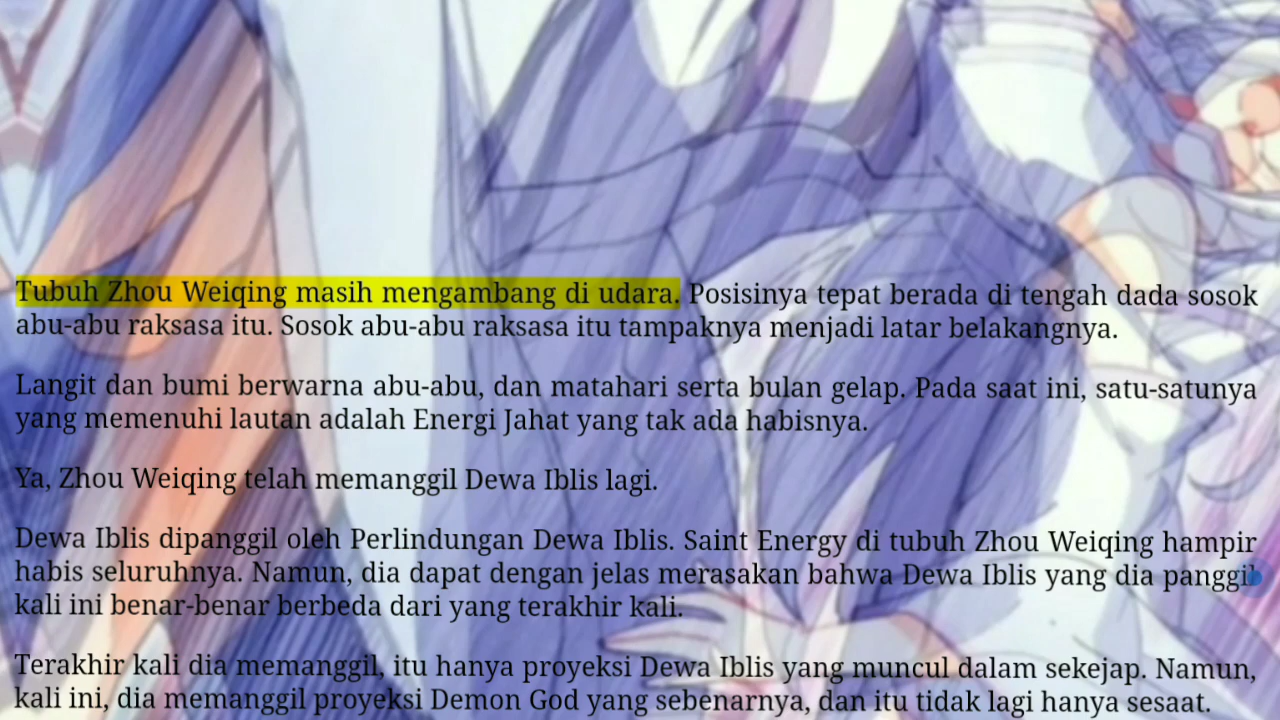 Tubuh Zhou Weiqing masih mengambang di udara. Posisinya tepat berada di tengah dada sosok
abu-abu raksasa itu. Sosok abu-abu raksasa itu tampaknya menjadi latar belakangnya.
Langit dan bumi berwarna abu-abu, dan matahari serta bulan gelap. Pada saat ini, satu-satunya
yang memenuhi lautan adalah Energi Jahat yang tak ada habisnya.
Ya, Zhou Weiqing telah memanggil Dewa Iblis lagi.
Dewa Iblis dipanggil oleh Perlindungan Dewa Iblis. Saint Energy di tubuh Zhou Weiqing hampir
habis seluruhnya. Namun, dia dapat dengan jelas merasakan bahwa Dewa Iblis yang dia panggil
kali ini benar-benar berbeda dari yang terakhir kali.
Terakhir kali dia memanggil, itu hanya proyeksi Dewa Iblis yang muncul dalam sekejap. Namun,
kali ini, dia memanggil proyeksi Demon God yang sebenarnya, dan itu tidak lagi hanya sesaat.